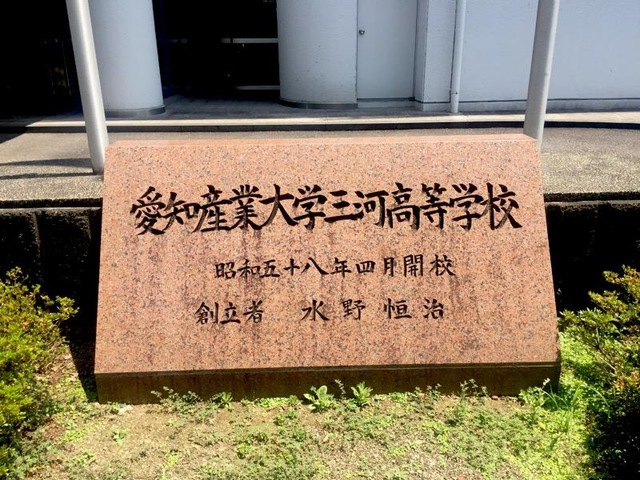 愛知産業大学三河高等学校
昭和五十八年四月開校
創立者 水野恒治